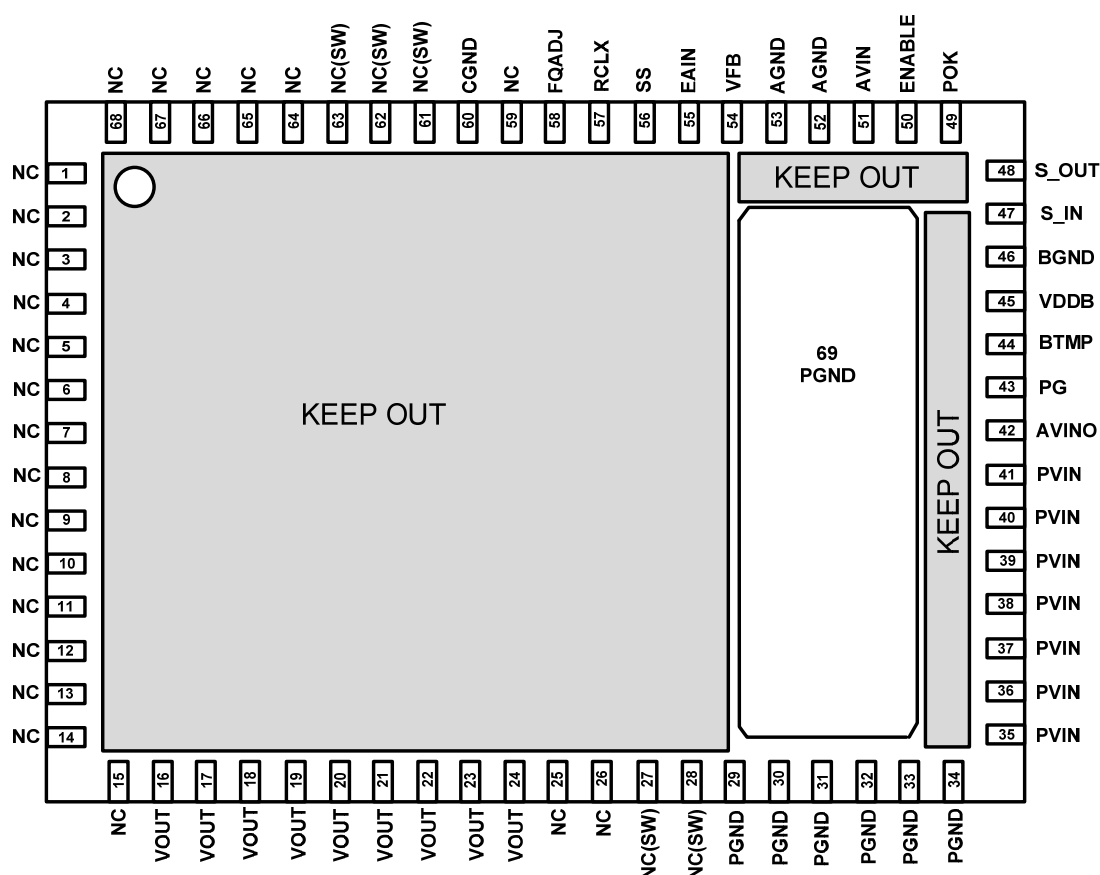 NC
NC
NC
NC
NC
NC(SW)
NC(SW)
NC(SW)
CGND
NC
FQADJ
RCLX
SS
EAIN
VFB
AGND
AGND
AVIN
ENABLE
POK
68
67
66
65
64
63
62
61
60
59
58
57
56
55
54
53
52
51
50
49
NC 1
NC 2
NC 3
NC 4
NC 5
NC 6
NC 7
NC 8
NC 9
NC 10
NC 11
NC 12
NC 13
NC 14
KEEP OUT
KEEP OUT
69
PGND
KEEP OUT
48 S_OUT
47 S_IN
46 BGND
45 VDDB
44 BTMP
43 PG
42 AVINO
41 PVIN
40 PVIN
39 PVIN
38 PVIN
37 PVIN
36 PVIN
35 PVIN
15
16
17
18
19
20
21
22
23
24
25
26
27
28
29
30
31
32
33
34
NC
VOUT
VOUT
VOUT
VOUT
VOUT
VOUT
VOUT
VOUT
VOUT
NC
NC
NC(SW)
NC(SW)
PGND
PGND
PGND
PGND
PGND
PGND